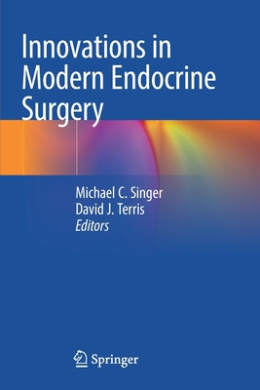 Innovations in
Modern Endocrine
Surgery
Michael C. Singer
David J. Terris
Editors
Springer